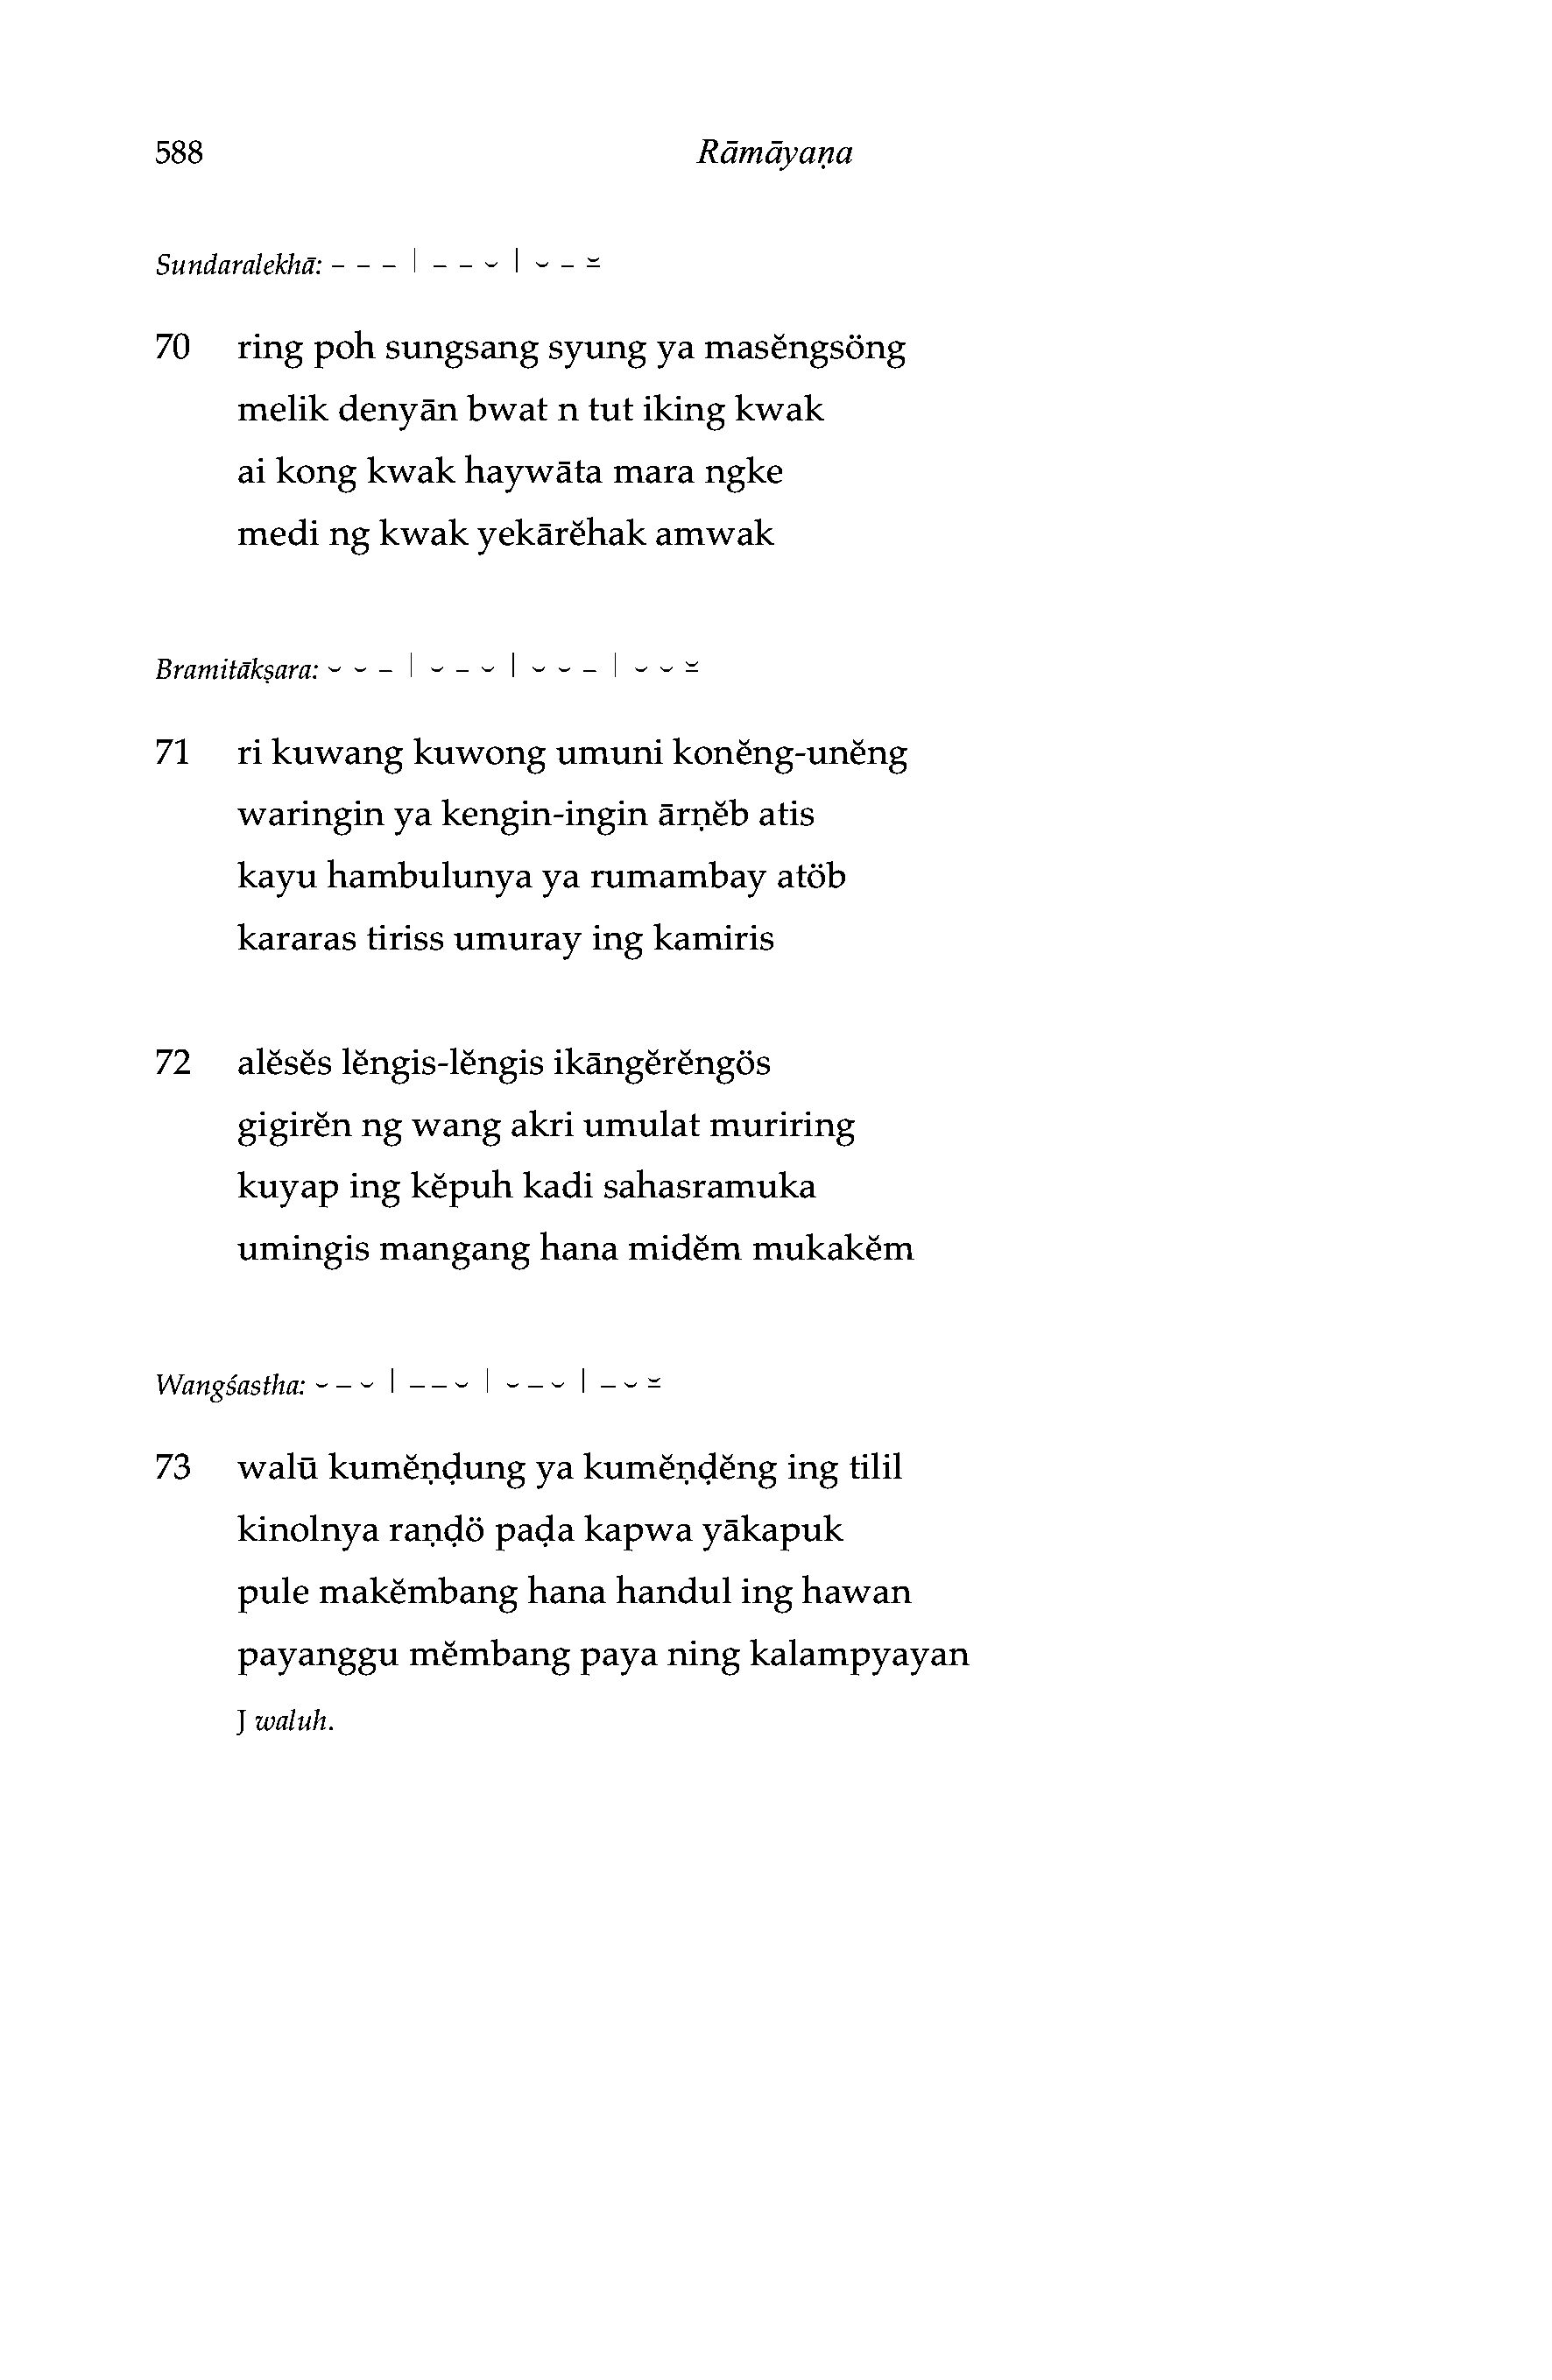 588 Rāmāyaṇa
Sundaralekhā: – – – | – – ⏑ | ⏑ – ⏓
70 ring poh sungsang syung ya masĕngsöng
melik denyān bwat n tut iking kwak
ai kong kwak haywāta mara ngke
medi ng kwak yekārĕhak amwak
Bramitākṣara: ⏑ ⏑ – | ⏑ – ⏑ | ⏑ ⏑ – | ⏑ ⏑ ⏓
71 ri kuwang kuwong umuni konĕng-unĕng
waringin ya kengin-ingin ārṇĕb atis
kayu hambulunya ya rumambay atöb
kararas tiriss umuray ing kamiris
72 alĕsĕs lĕngis-lĕngis ikāngĕrĕngös
gigirĕn ng wang akri umulat muriring
kuyap ing kĕpuh kadi sahasramuka
umingis mangang hana midĕm mukakĕm
Wangśastha: ⏑ – ⏑ | – – ⏑ | ⏑ – ⏑ | – ⏑ ⏓
73 walū kumĕṇḍung ya kumĕṇḍĕng ing tilil
kinolnya raṇḍö paḍa kapwa yākapuk
pule makĕmbang hana handul ing hawan
payanggu mĕmbang paya ning kalampyayan
J waluh.